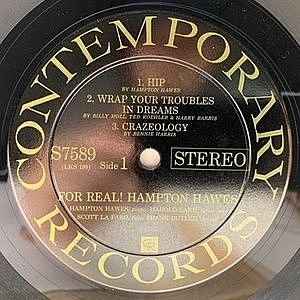 CONTEMPORARY RECORDS
1. HIP
BY HAMPTON HAWES
2. WRAP YOUR TROUBLES
IN DREAMS
BY BILLY MOLL, TED KOEHLER & HARRY BARRIS
3. CRAZEOLOGY
BY BENNIE HARRIS
S7589
(LKS 199)
Side 1
STEREO
FOR REAL! HAMPTON HAWES
HAMPTON HAWES, piano; HAROLD LAND, tenor sax
SCOTT LA FARO, bass; FRANK BUTLER, drums
CR